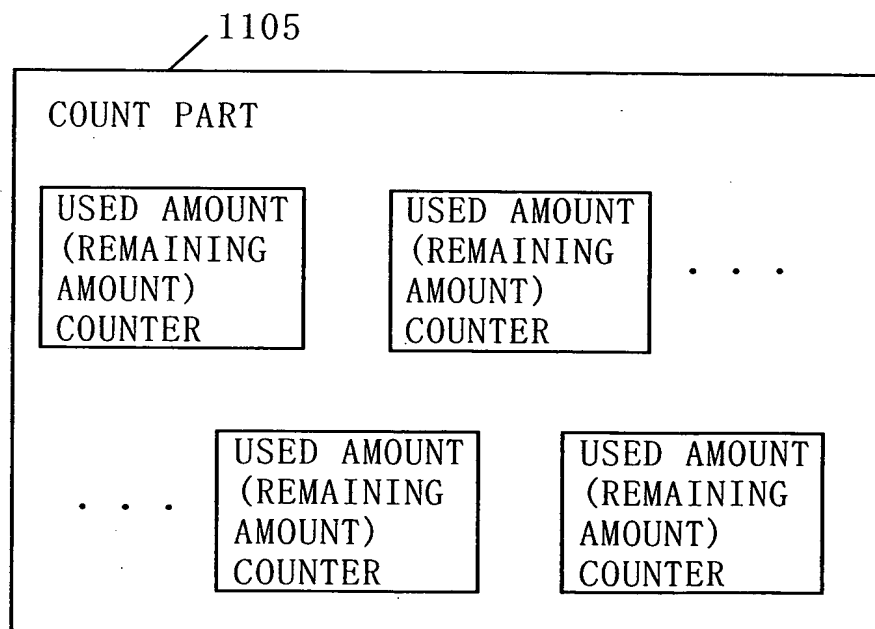 1105
COUNT PART
USED AMOUNT
(REMAINING
AMOUNT)
COUNTER
USED AMOUNT
(REMAINING
AMOUNT)
COUNTER
. . .
. . .
USED AMOUNT
(REMAINING
AMOUNT)
COUNTER
USED AMOUNT
(REMAINING
AMOUNT)
COUNTER